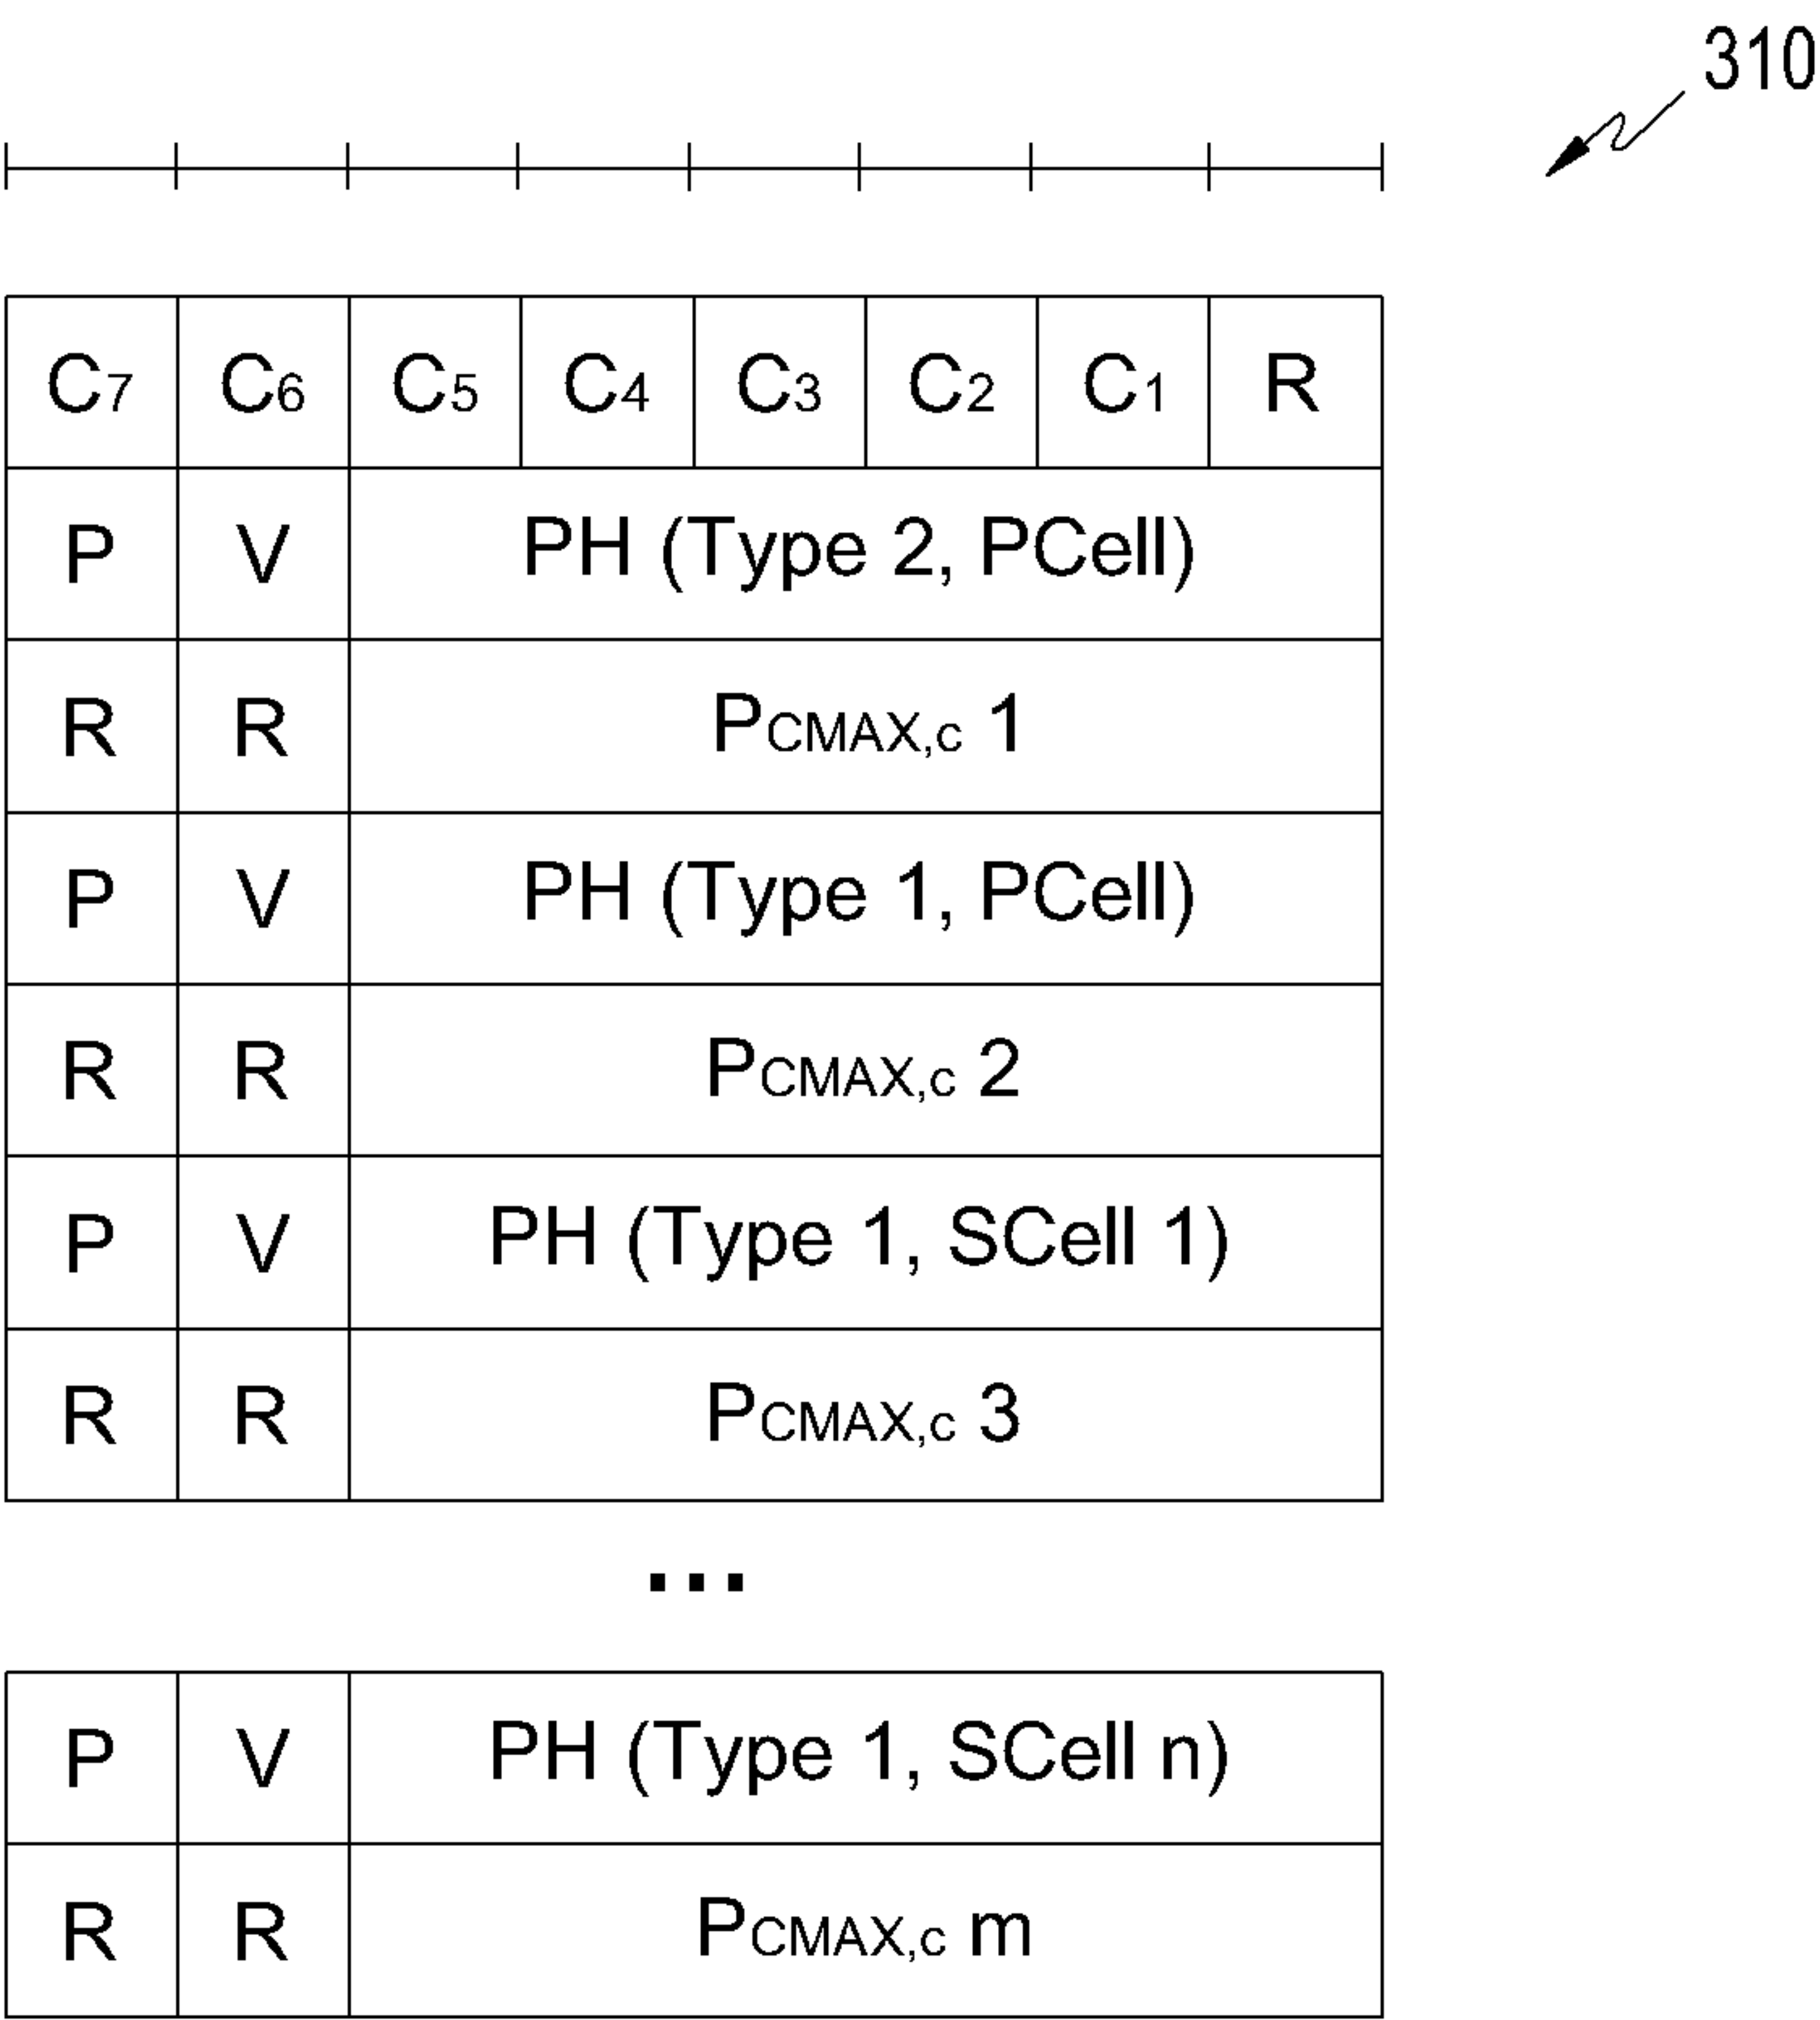 310
C7 C6 C5 C4 C3 C2 C1 R
P V PH (Type 2, PCell)
R R PCMAX,c 1
P V PH (Type 1, PCell)
R R PCMAX,c 2
P V PH (Type 1, SCell 1)
R R PCMAX,c 3
...
P V PH (Type 1, SCell n)
R R PCMAX,c m